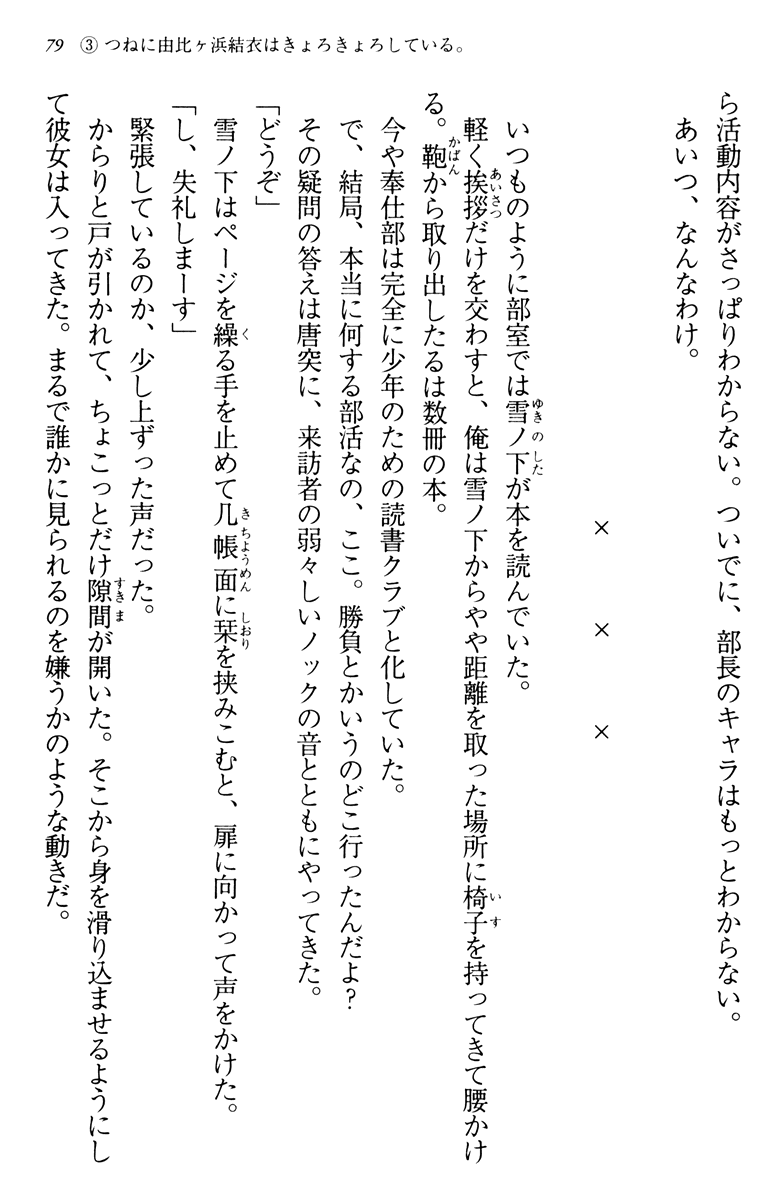 79 ③ つねに由比ヶ浜結衣はきょろきょろしている。
ら活動内容がさっぱりわからない。ついでに、部長のキャラはもっとわからない。
あいつ、なんなわけ。
× × ×
いつものように部室では雪ノ下が本を読んでいた。
軽く挨拶だけを交わすと、俺は雪ノ下からやや距離を取った場所に椅子を持ってきて腰かけ
る。鞄から取り出したるは数冊の本。
今や奉仕部は完全に少年のための読書クラブと化していた。
で、結局、本当に何する部活なの、ここ。勝負とかいうのどこ行ったんだよ?
その疑問の答えは唐突に、来訪者の弱々しいノックの音とともにやってきた。
「どうぞ」
雪ノ下はページを繰る手を止めて几帳面に栞を挟みこむと、扉に向かって声をかけた。
「し、失礼しまーす」
緊張しているのか、少し上ずった声だった。
からりと戸が引かれて、ちょこっとだけ隙間が開いた。そこから身を滑り込ませるようにし
て彼女は入ってきた。まるで誰かに見られるのを嫌うかのような動きだ。